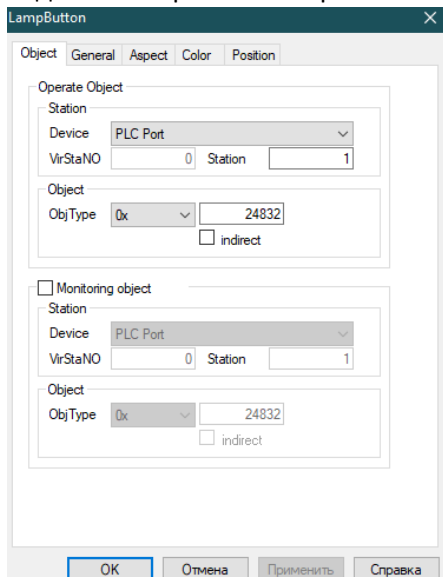 LampButton
Object General Aspect Color Position
Operate Object
Station
Device PLC Port
VirStaNO 0 Station 1
Object
ObjType 0x 24832
indirect
Monitoring object
Station
Device PLC Port
VirStaNO 0 Station 1
Object
ObjType 0x 24832
indirect
OK Отмена Применить Справка